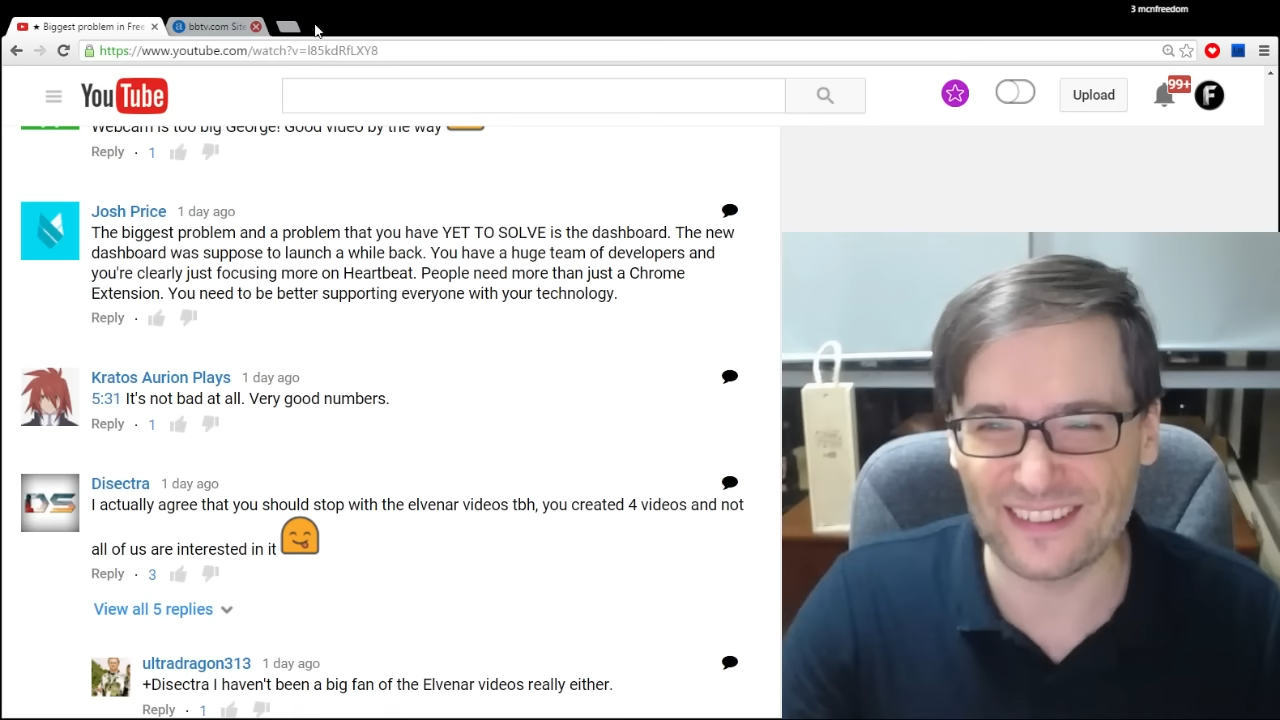 3 mcnfreedom
★ Biggest problem in Free
bbtv.com Site
https://www.youtube.com/watch?v=l85kdRfLXY8
YouTube
Upload
99+
F
Webcam is too big George! Good video by the way
Reply · 1
Josh Price 1 day ago
The biggest problem and a problem that you have YET TO SOLVE is the dashboard. The new
dashboard was suppose to launch a while back. You have a huge team of developers and
you're clearly just focusing more on Heartbeat. People need more than just a Chrome
Extension. You need to be better supporting everyone with your technology.
Reply ·
Kratos Aurion Plays 1 day ago
5:31 It's not bad at all. Very good numbers.
Reply · 1
DS
Disectra 1 day ago
I actually agree that you should stop with the elvenar videos tbh, you created 4 videos and not
all of us are interested in it
Reply · 3
View all 5 replies
ultradragon313 1 day ago
+Disectra I haven't been a big fan of the Elvenar videos really either.
Reply · 1